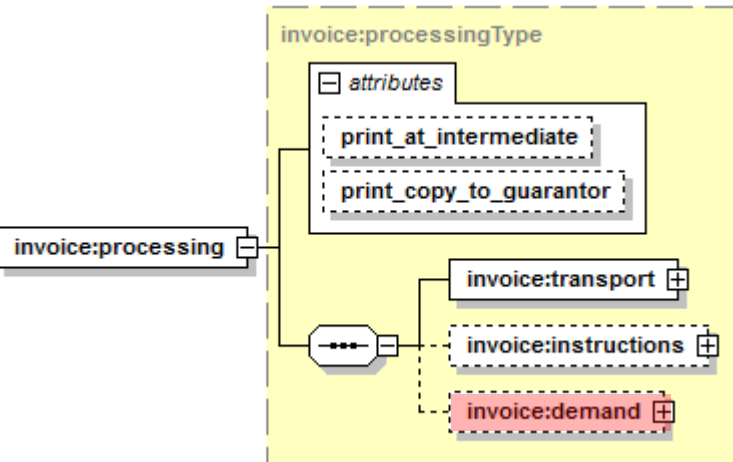 invoice:processingType
attributes
print_at_intermediate
print_copy_to_guarantor
invoice:processing
invoice:transport
invoice:instructions
invoice:demand